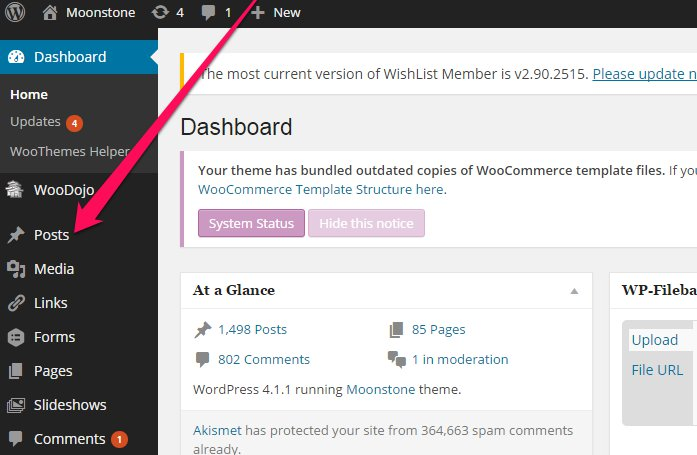 Moonstone 4 1 New
Dashboard
Home
Updates 4
WooThemes Helper
WooDojo
Posts
Media
Links
Forms
Pages
Slideshows
Comments 1
The most current version of WishList Member is v2.90.2515. Please update n
Dashboard
Your theme has bundled outdated copies of WooCommerce template files. If you
WooCommerce Template Structure here.
System Status Hide this notice
At a Glance
1,498 Posts 85 Pages
802 Comments 1 in moderation
WordPress 4.1.1 running Moonstone theme.
Akismet has protected your site from 364,663 spam comments
already.
WP-Fileba
Upload
File URL